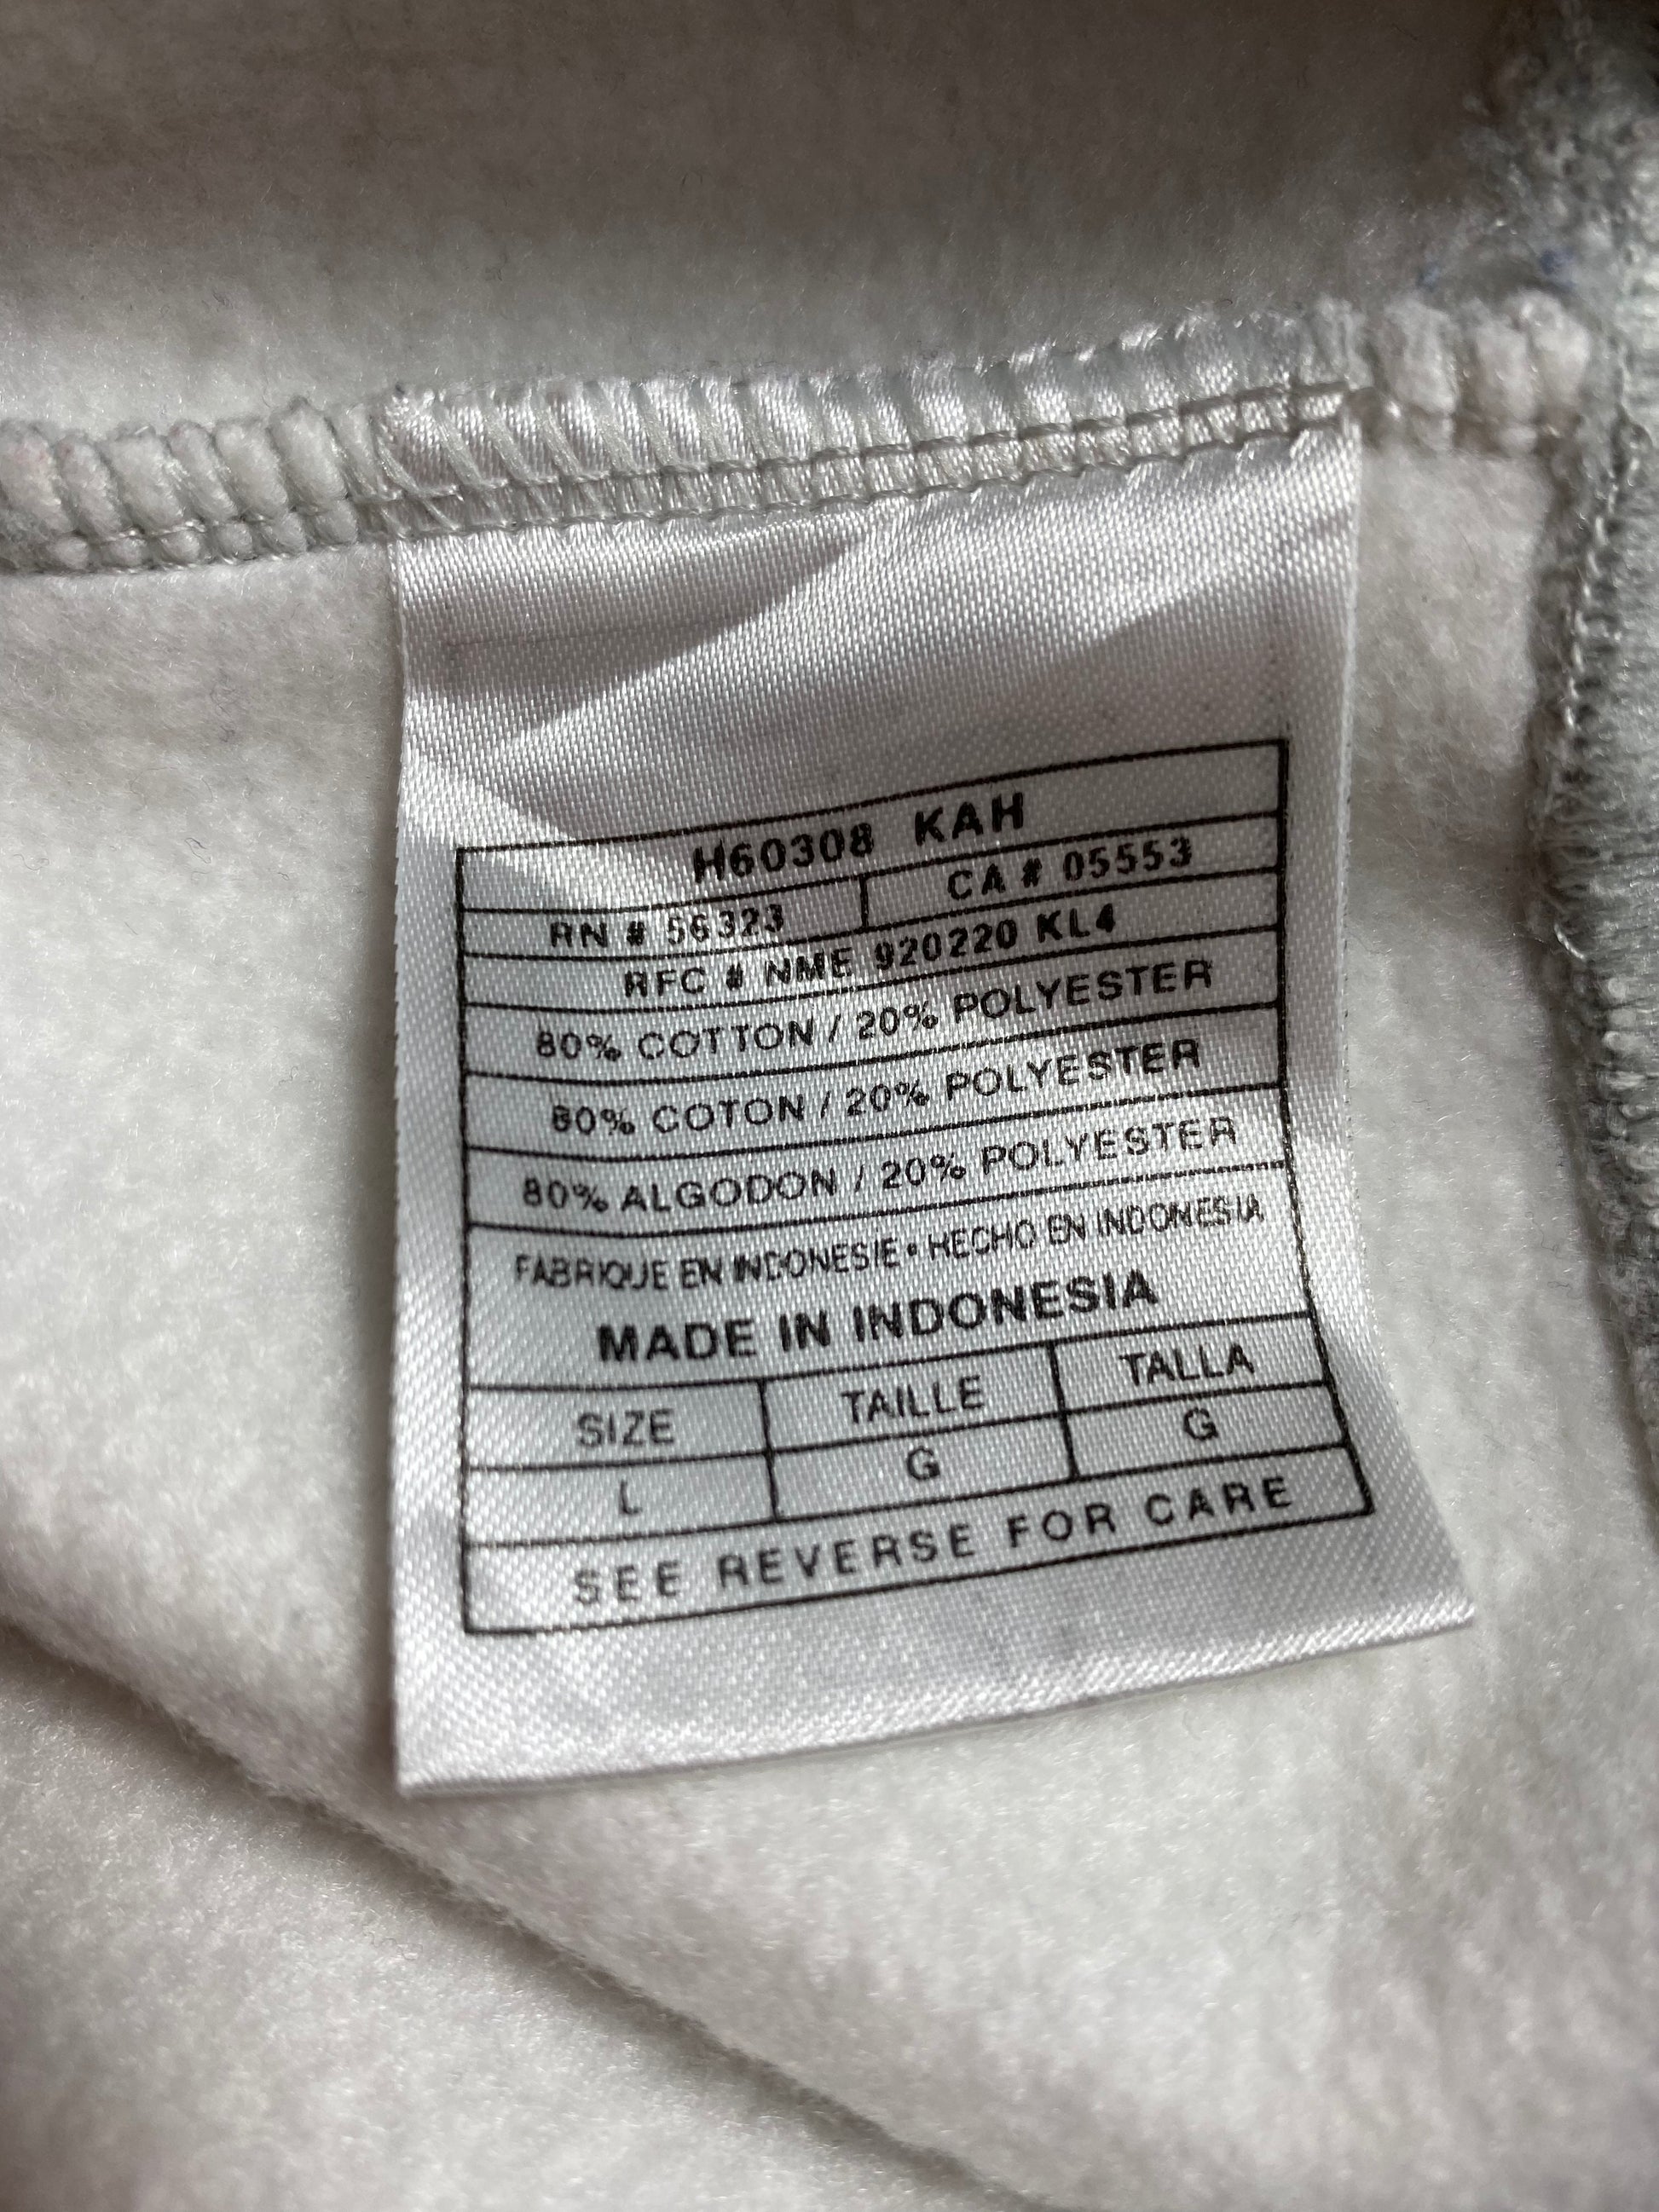 H60308 KAH
RN # 56323 CA # 05553
RFC # NME 920220 KL4
80% COTTON / 20% POLYESTER
80% COTON / 20% POLYESTER
80% ALGODON / 20% POLYESTER
FABRIQUE EN INDONESIE • HECHO EN INDONESIA
MADE IN INDONESIA
SIZE TAILLE TALLA
L G G
SEE REVERSE FOR CARE